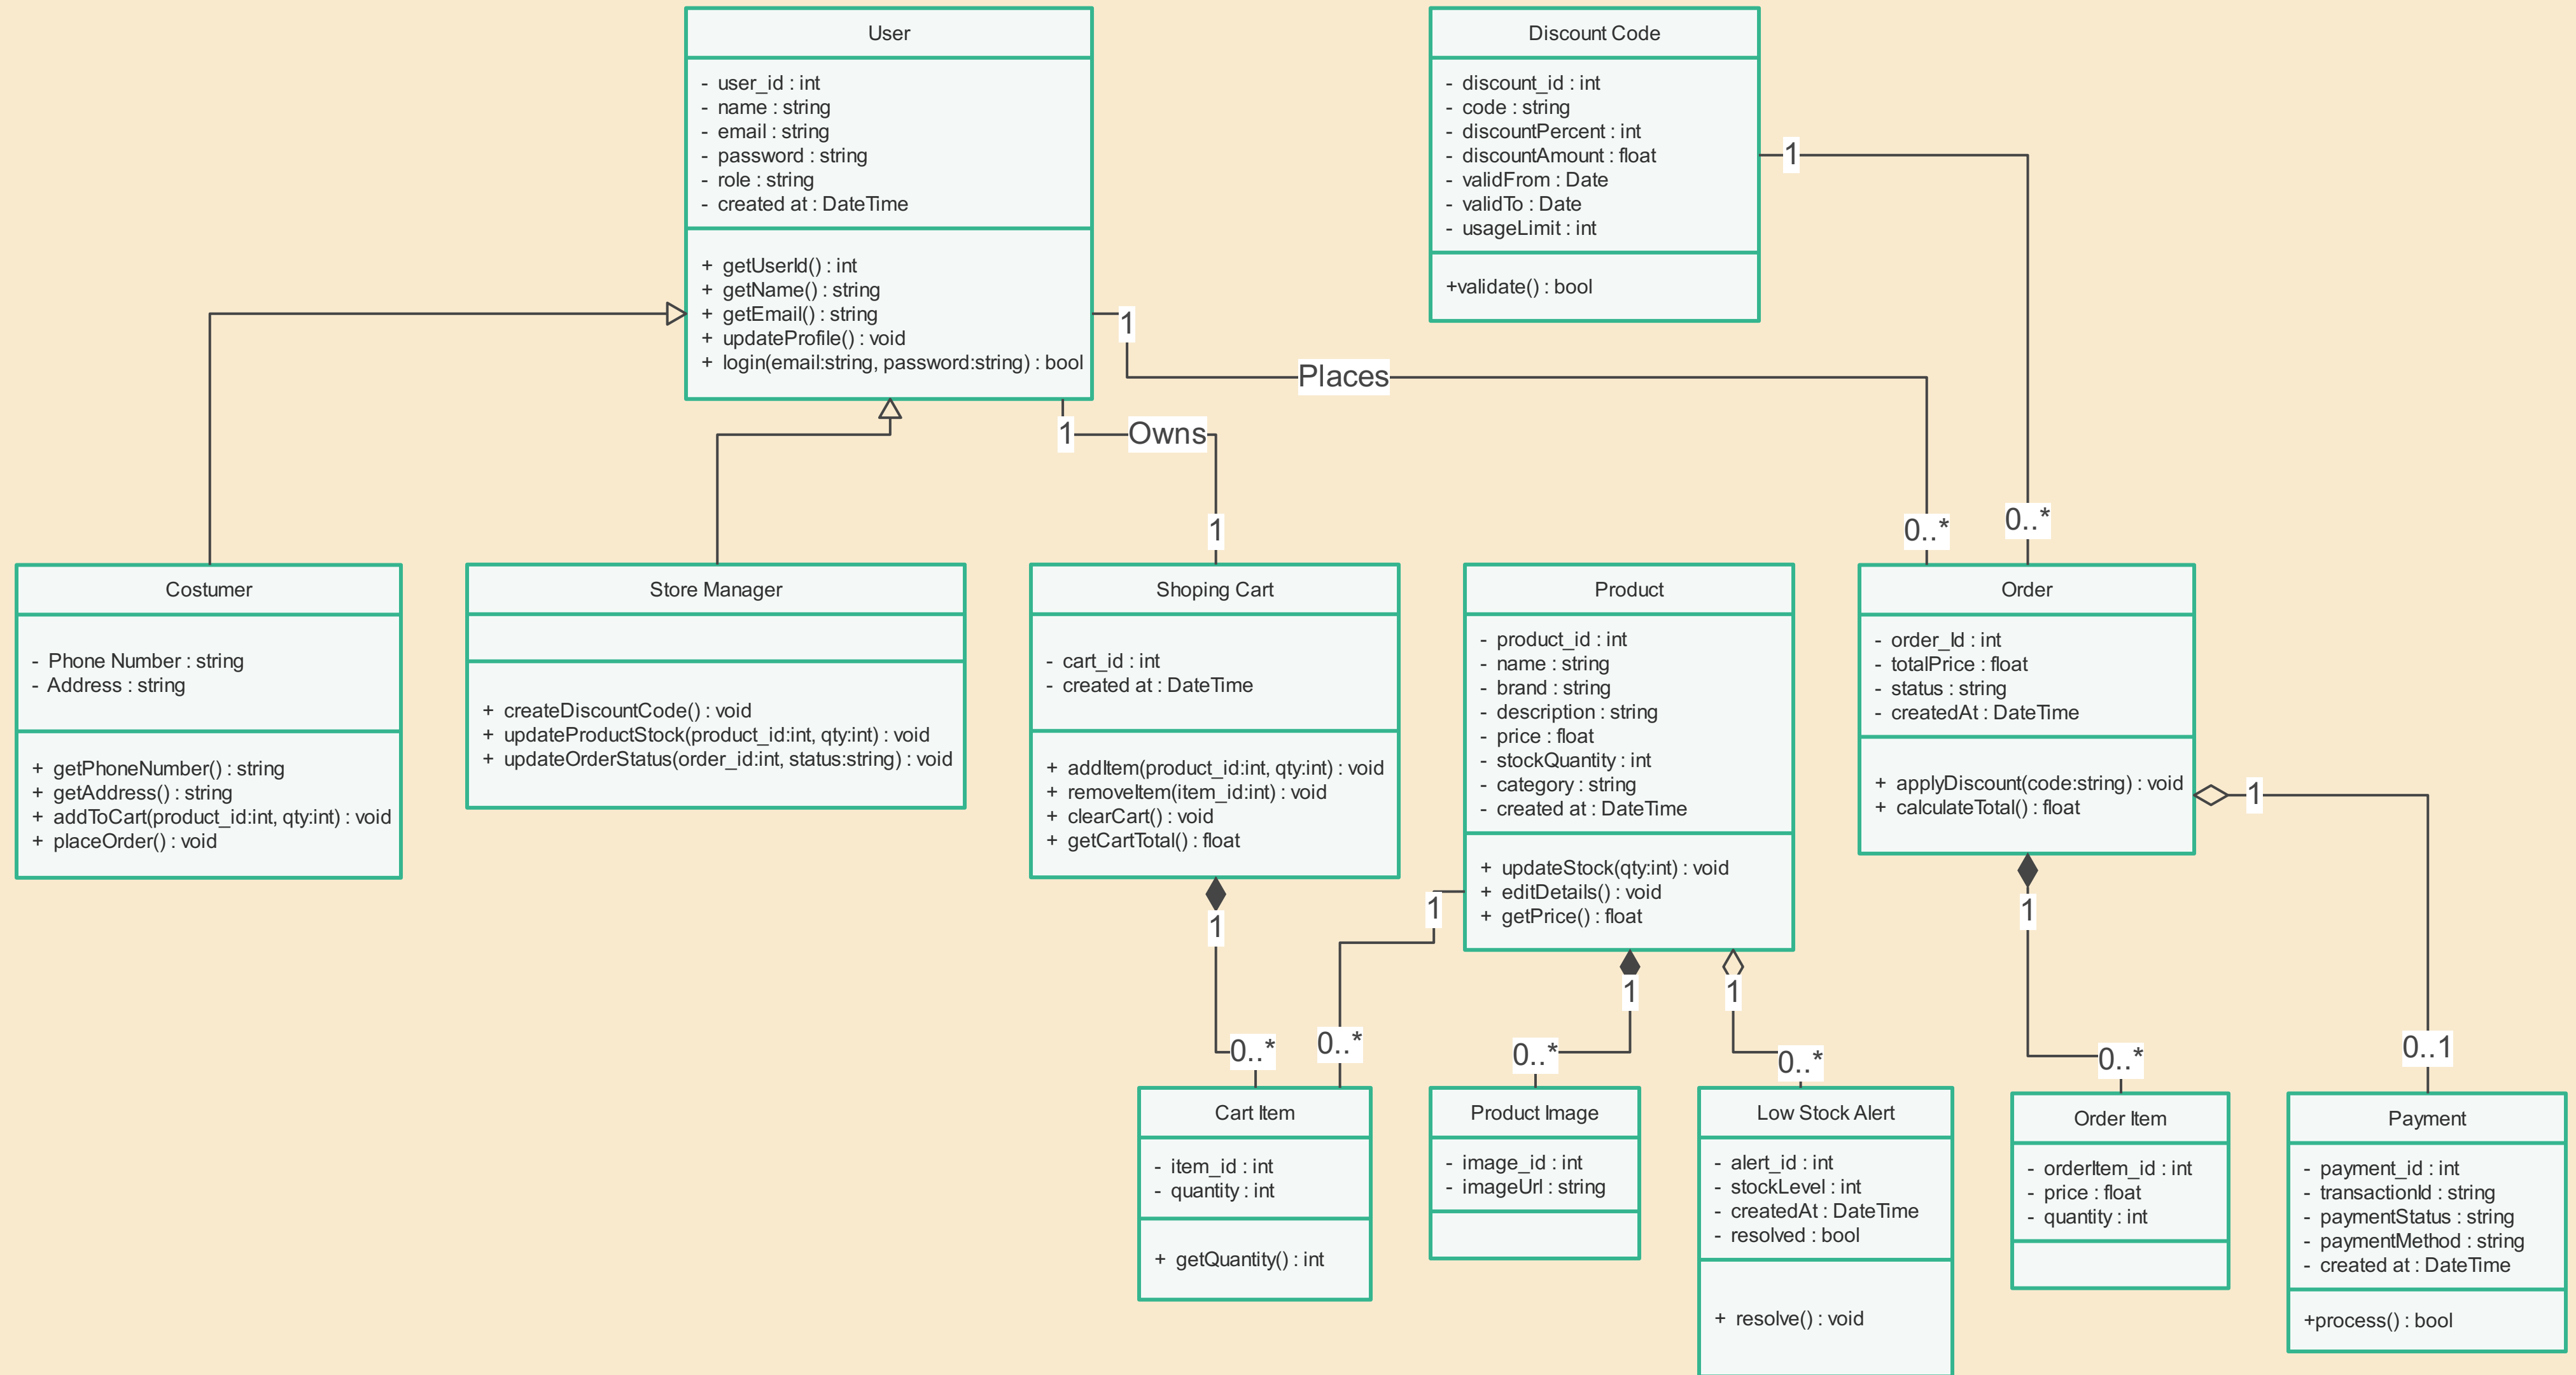 User
- user_id : int
- name : string
- email : string
- password : string
- role : string
- created at : DateTime
+ getUserId() : int
+ getName() : string
+ getEmail() : string
+ updateProfile() : void
+ login(email:string, password:string) : bool
Discount Code
- discount_id : int
- code : string
- discountPercent : int
- discountAmount : float
- validFrom : Date
- validTo : Date
- usageLimit : int
+validate() : bool
1
1
Places
1
Owns
1
0..*
0..*
Costumer
- Phone Number : string
- Address : string
+ getPhoneNumber() : string
+ getAddress() : string
+ addToCart(product_id:int, qty:int) : void
+ placeOrder() : void
Store Manager
+ createDiscountCode() : void
+ updateProductStock(product_id:int, qty:int) : void
+ updateOrderStatus(order_id:int, status:string) : void
Shoping Cart
- cart_id : int
- created at : DateTime
+ addItem(product_id:int, qty:int) : void
+ removeItem(item_id:int) : void
+ clearCart() : void
+ getCartTotal() : float
Product
- product_id : int
- name : string
- brand : string
- description : string
- price : float
- stockQuantity : int
- category : string
- created at : DateTime
+ updateStock(qty:int) : void
+ editDetails() : void
+ getPrice() : float
Order
- order_Id : int
- totalPrice : float
- status : string
- createdAt : DateTime
+ applyDiscount(code:string) : void
+ calculateTotal() : float
1
1
1
1
1
1
0..*
0..*
0..*
0..*
0..*
0..1
Cart Item
- item_id : int
- quantity : int
+ getQuantity() : int
Product Image
- image_id : int
- imageUrl : string
Low Stock Alert
- alert_id : int
- stockLevel : int
- createdAt : DateTime
- resolved : bool
+ resolve() : void
Order Item
- orderItem_id : int
- price : float
- quantity : int
Payment
- payment_id : int
- transactionId : string
- paymentStatus : string
- paymentMethod : string
- created at : DateTime
+process() : bool